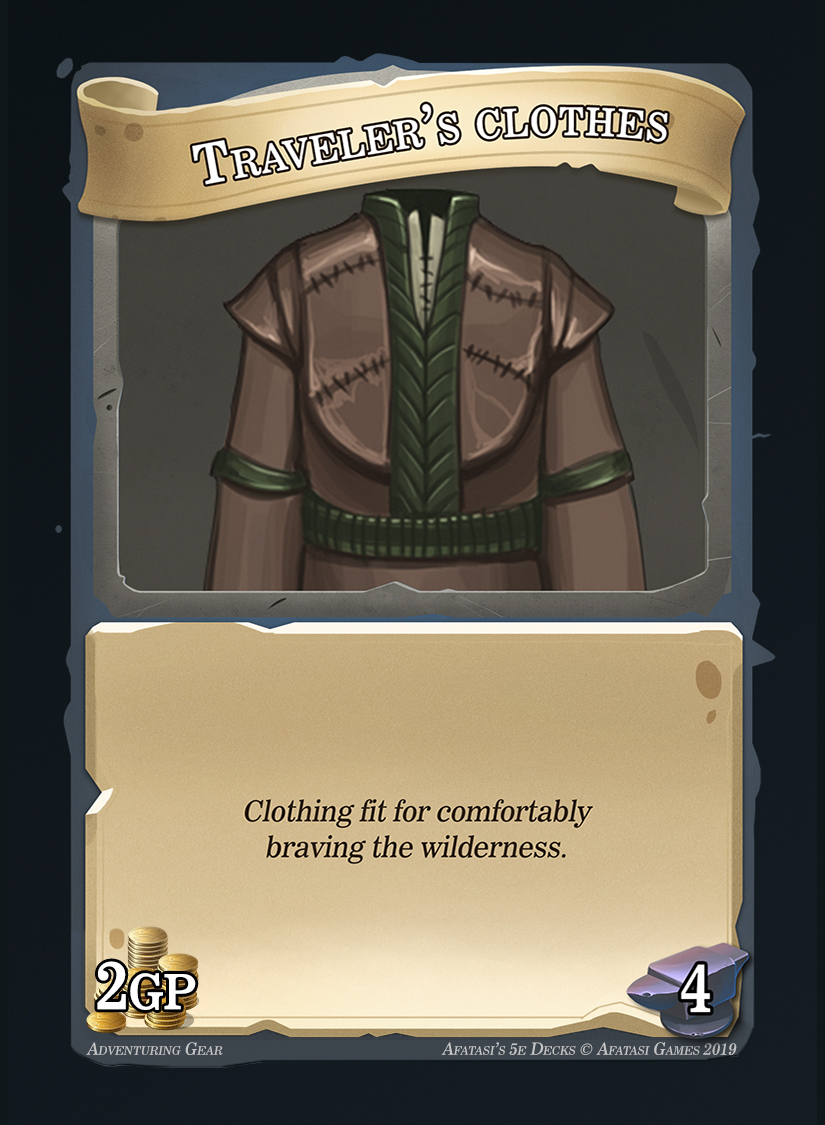 Traveler's clothes
Clothing fit for comfortably
braving the wilderness.
2GP
4
Adventuring Gear
Afatasi's 5e Decks © Afatasi Games 2019